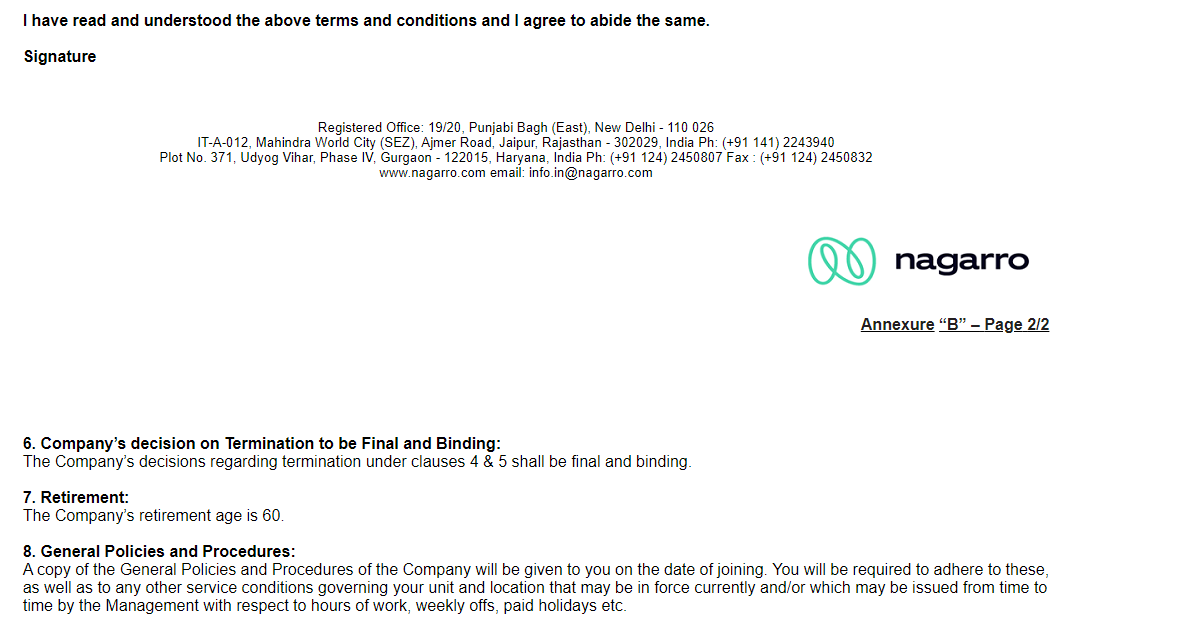 I have read and understood the above terms and conditions and I agree to abide the same.
Signature
Registered Office: 19/20, Punjabi Bagh (East), New Delhi - 110 026
IT-A-012, Mahindra World City (SEZ), Ajmer Road, Jaipur, Rajasthan - 302029, India Ph: (+91 141) 2243940
Plot No. 371, Udyog Vihar, Phase IV, Gurgaon - 122015, Haryana, India Ph: (+91 124) 2450807 Fax : (+91 124) 2450832
www.nagarro.com email: info.in@nagarro.com
nagarro
Annexure “B” – Page 2/2
6. Company’s decision on Termination to be Final and Binding:
The Company’s decisions regarding termination under clauses 4 & 5 shall be final and binding.
7. Retirement:
The Company’s retirement age is 60.
8. General Policies and Procedures:
A copy of the General Policies and Procedures of the Company will be given to you on the date of joining. You will be required to adhere to these,
as well as to any other service conditions governing your unit and location that may be in force currently and/or which may be issued from time to
time by the Management with respect to hours of work, weekly offs, paid holidays etc.